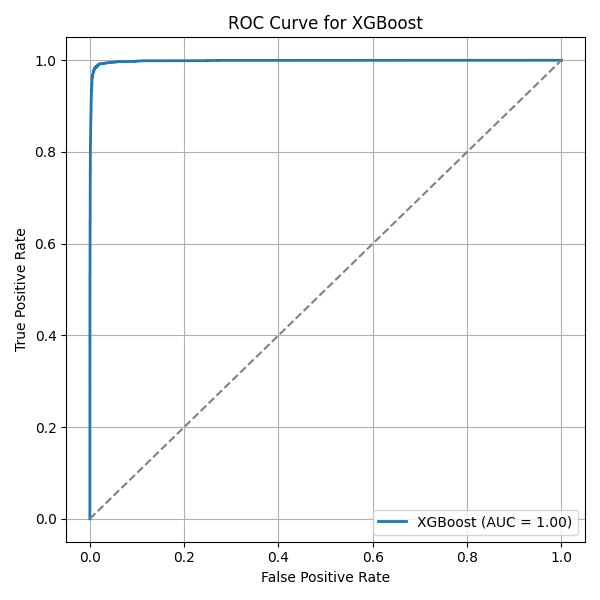 ROC Curve for XGBoost
True Positive Rate
1.0
0.8
0.6
0.4
0.2
0.0
0.0 0.2 0.4 0.6 0.8 1.0
False Positive Rate
XGBoost (AUC = 1.00)